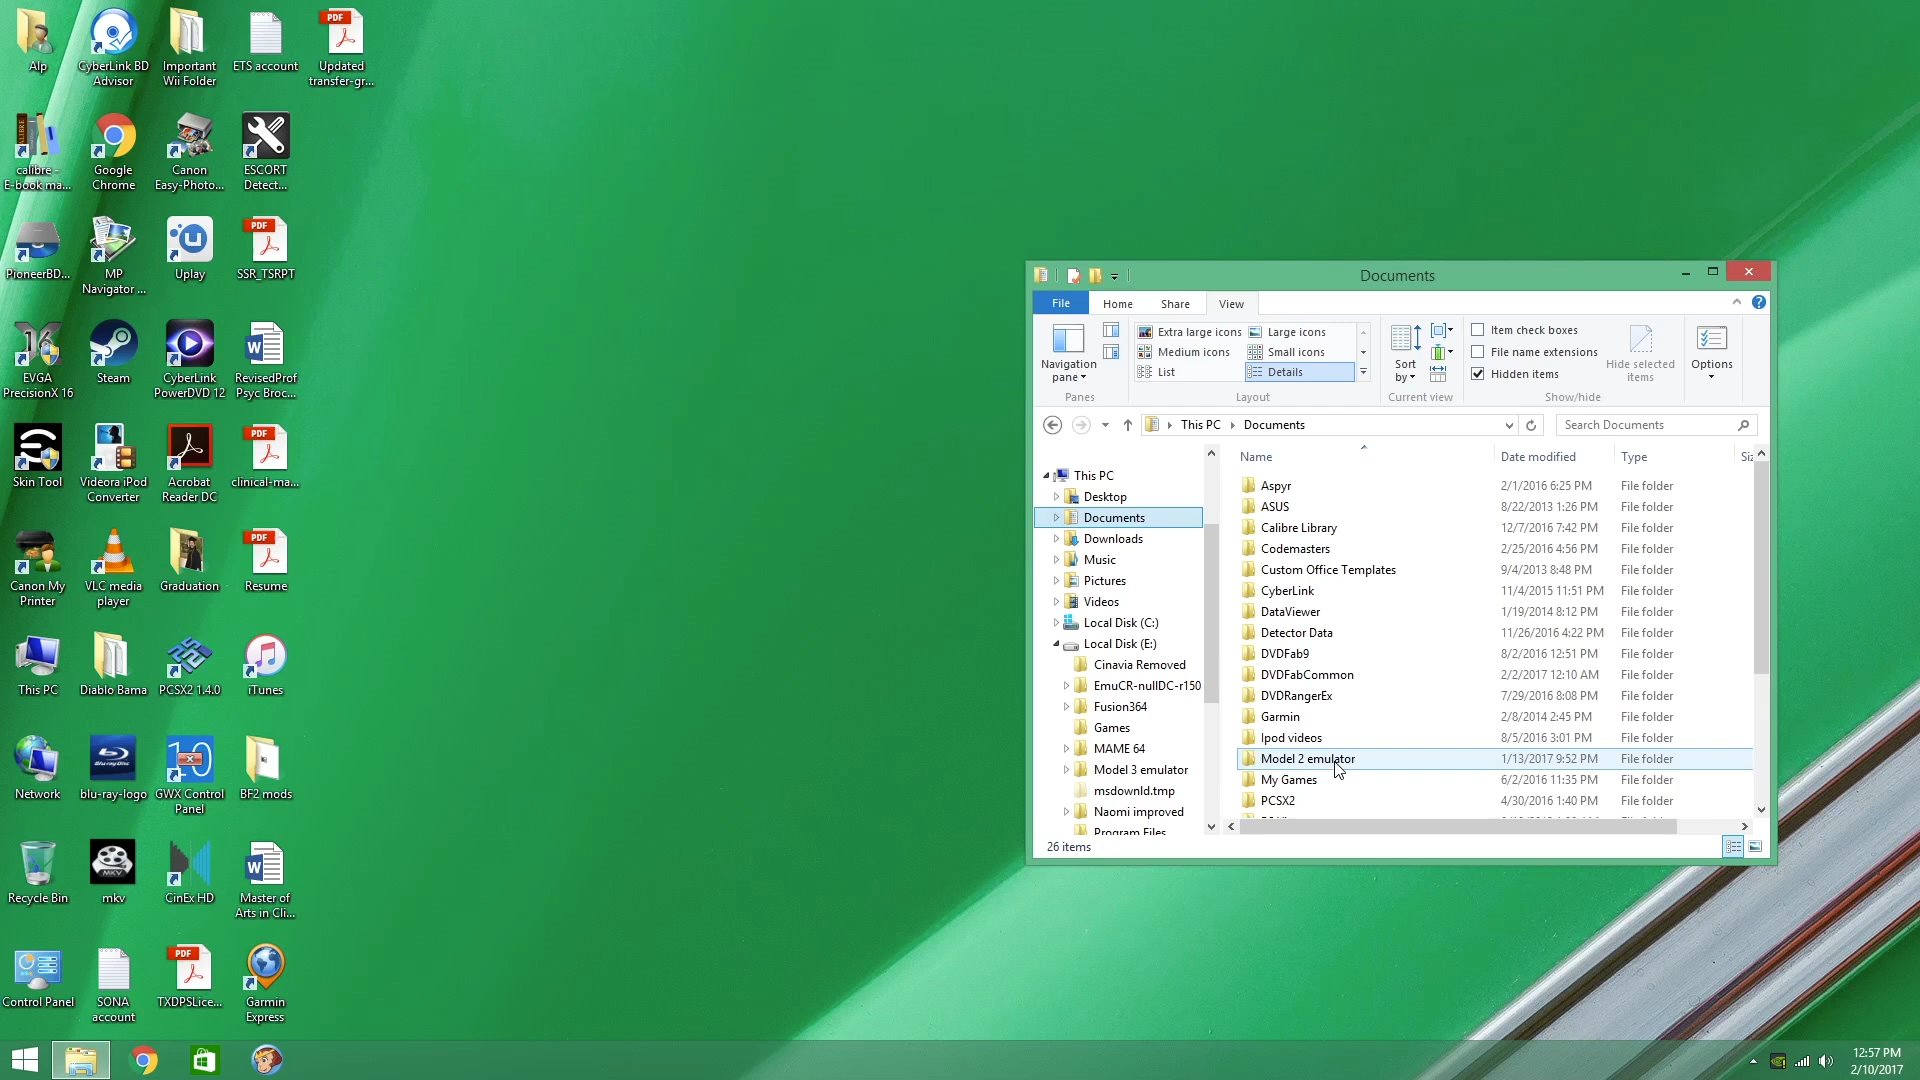 Alp
CyberLink BD
Advisor
Important
Wii Folder
ETS account
PDF
Updated
transfer-gr...
calibre -
E-book ma...
Google
Chrome
Canon
Easy-Photo...
ESCORT
Detect...
PioneerBD...
MP
Navigator ...
Uplay
PDF
SSR_TSRPT
EVGA
PrecisionX 16
Steam
CyberLink
PowerDVD 12
RevisedProf
Psyc Broc...
Skin Tool
Videora iPod
Converter
Acrobat
Reader DC
PDF
clinical-ma...
Canon My
Printer
VLC media
player
Graduation
PDF
Resume
This PC
Diablo Bama
PCSX2 1.4.0
iTunes
Network
blu-ray-logo
GWX Control
Panel
BF2 mods
Recycle Bin
MKV
mkv
CinEx HD
Master of
Arts in Cli...
Control Panel
SONA
account
PDF
TXDPSLice...
Garmin
Express
Documents
File Home Share View
Navigation
pane
Panes
Extra large icons Large icons
Medium icons Small icons
List Details
Layout
Sort
by
Current view
Item check boxes
File name extensions
Hidden items
Hide selected
items
Show/hide
Options
This PC Documents
Search Documents
This PC
Desktop
Documents
Downloads
Music
Pictures
Videos
Local Disk (C:)
Local Disk (E:)
Cinavia Removed
EmuCR-nullDC-r150
Fusion364
Games
MAME 64
Model 3 emulator
msdownld.tmp
Naomi improved
Program Files
Name Date modified Type Siz
Aspyr 2/1/2016 6:25 PM File folder
ASUS 8/22/2013 1:26 PM File folder
Calibre Library 12/7/2016 7:42 PM File folder
Codemasters 2/25/2016 4:56 PM File folder
Custom Office Templates 9/4/2013 8:48 PM File folder
CyberLink 11/4/2015 11:51 PM File folder
DataViewer 1/19/2014 8:12 PM File folder
Detector Data 11/26/2016 4:22 PM File folder
DVDFab9 8/2/2016 12:51 PM File folder
DVDFabCommon 2/2/2017 12:10 AM File folder
DVDRangerEx 7/29/2016 8:08 PM File folder
Garmin 2/8/2014 2:45 PM File folder
Ipod videos 8/5/2016 3:01 PM File folder
Model 2 emulator 1/13/2017 9:52 PM File folder
My Games 6/2/2016 11:35 PM File folder
PCSX2 4/30/2016 1:40 PM File folder
26 items
12:57 PM
2/10/2017